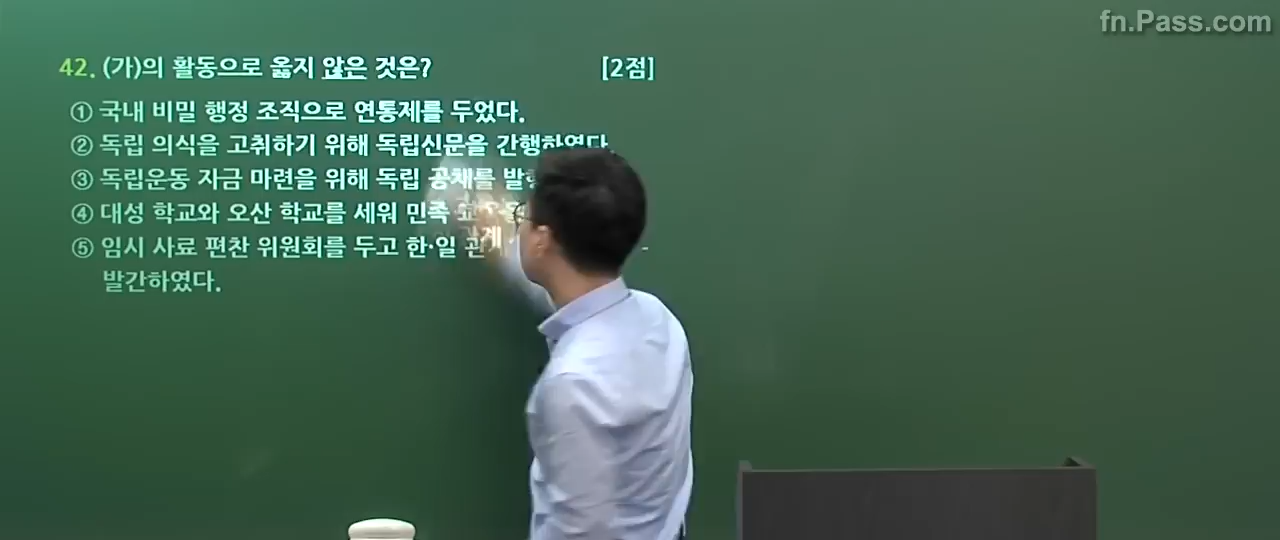 fn.Pass.com
42. (가)의 활동으로 옳지 않은 것은? [2점]
① 국내 비밀 행정 조직으로 연통제를 두었다.
② 독립 의식을 고취하기 위해 독립신문을 간행하였다.
③ 독립운동 자금 마련을 위해 독립 공채를
④ 대성 학교와 오산 학교를 세워 민족
⑤ 임시 사료 편찬 위원회를 두고 한·일 관계
발간하였다.